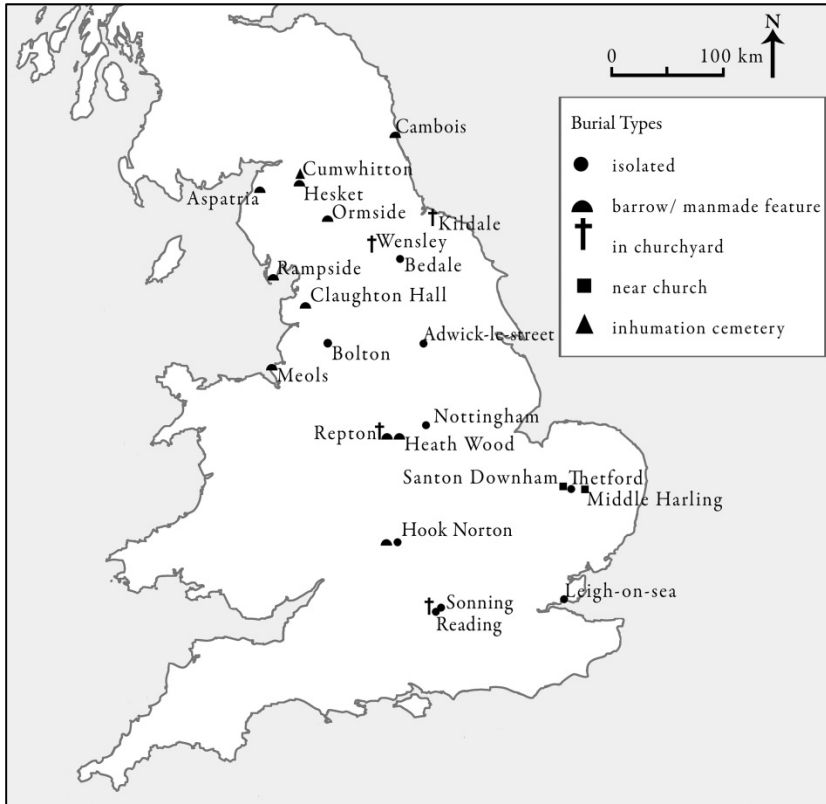 N
0 100 km
Burial Types
isolated
barrow/ manmade feature
in churchyard
near church
inhumation cemetery
Cambois
Cumwhitton
Hesket
Aspatria
Ormside
Kildale
Wensley
Bedale
Rampside
Claughton Hall
Adwick-le-street
Bolton
Meols
Nottingham
Repton
Heath Wood
Santon Downham
Thetford
Middle Harling
Hook Norton
Leigh-on-sea
Sonning
Reading